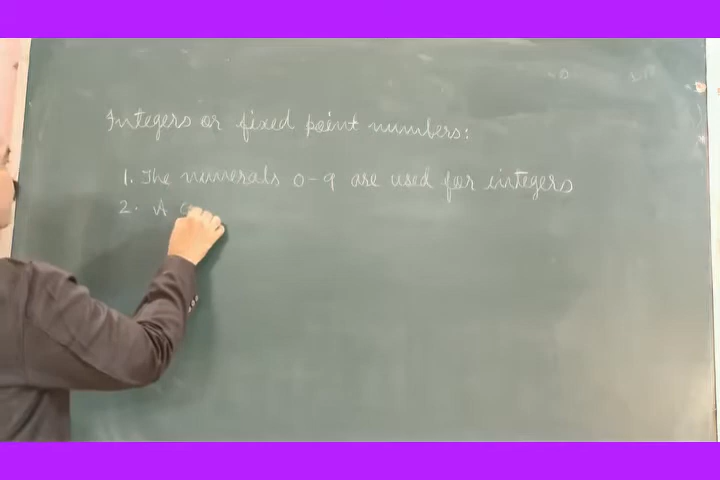 Integers or fixed point numbers:
1. The numerals 0-9 are used for integers
2. A